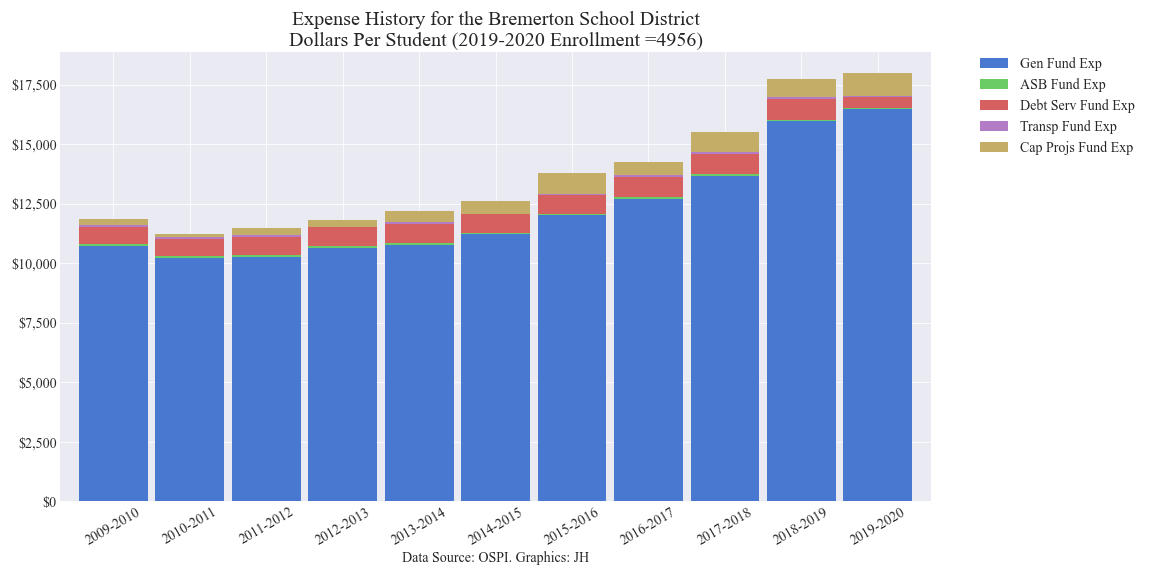 Expense History for the Bremerton School District
Dollars Per Student (2019-2020 Enrollment =4956)
$17,500
$15,000
$12,500
$10,000
$7,500
$5,000
$2,500
$0
2009-2010
2010-2011
2011-2012
2012-2013
2013-2014
2014-2015
2015-2016
2016-2017
2017-2018
2018-2019
2019-2020
Data Source: OSPI. Graphics: JH
Gen Fund Exp
ASB Fund Exp
Debt Serv Fund Exp
Transp Fund Exp
Cap Projs Fund Exp